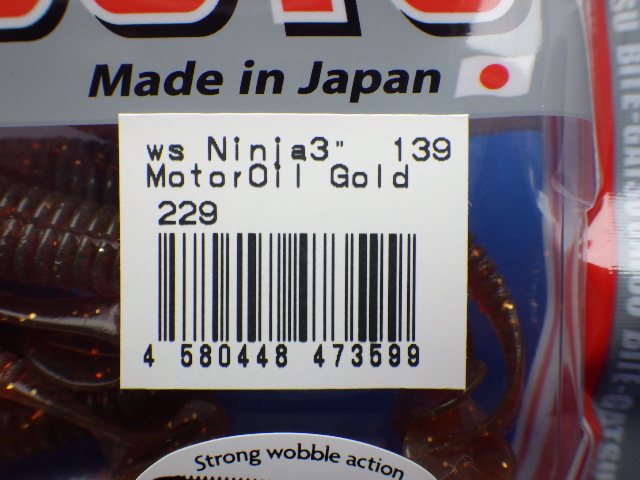 Made in Japan
ws Ninja3" 139
MotorOil Gold
229
4 580448 473599
Strong wobble action